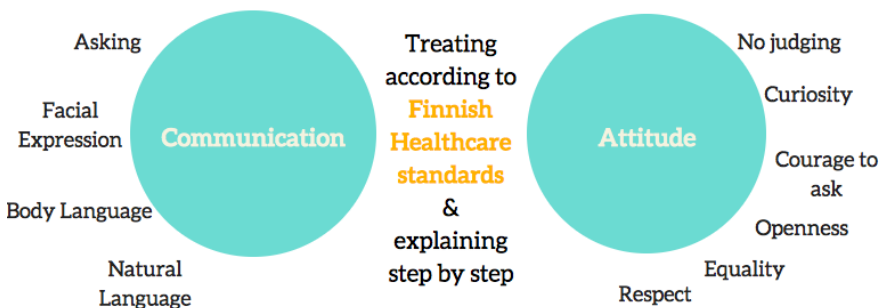 Asking
Facial
Expression
Body Language
Natural
Language
Communication
Treating
according to
Finnish
Healthcare
standards
&
explaining
step by step
Attitude
No judging
Curiosity
Courage to
ask
Openness
Equality
Respect